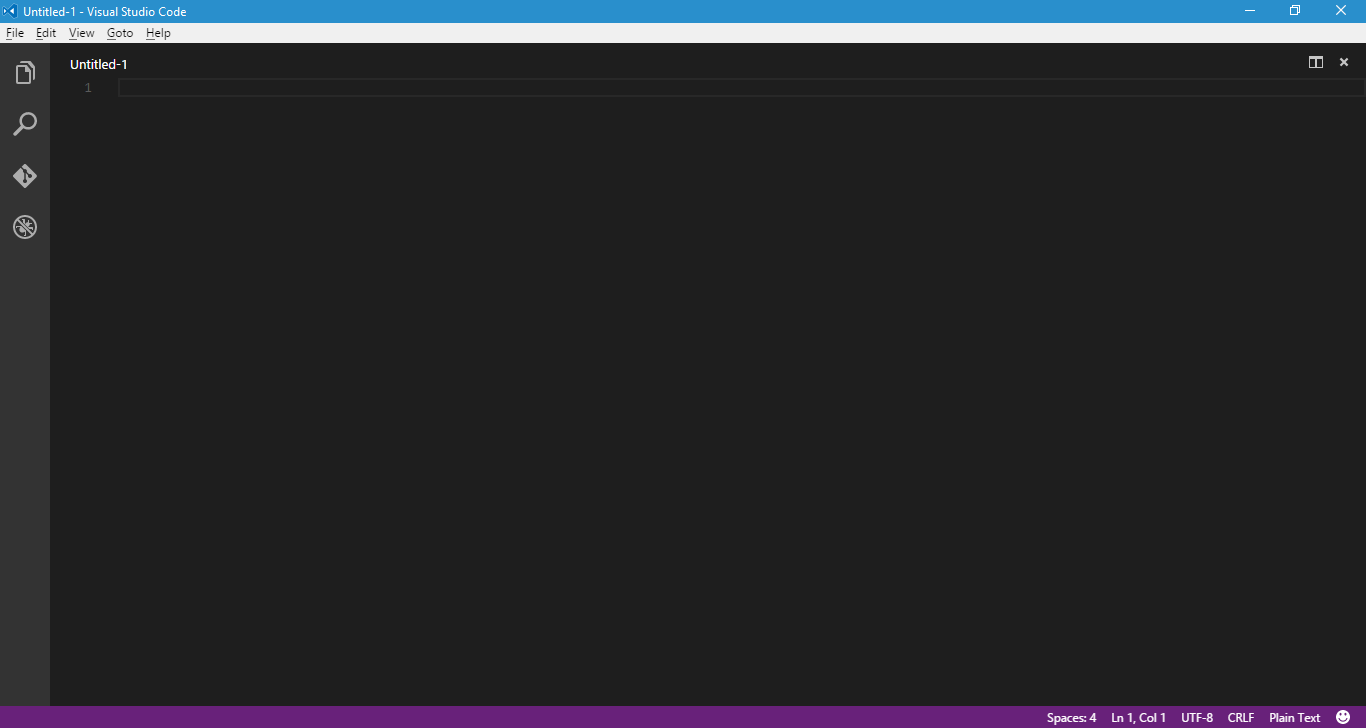 Untitled-1 - Visual Studio Code
File Edit View Goto Help
Untitled-1
1
Spaces: 4 Ln 1, Col 1 UTF-8 CRLF Plain Text